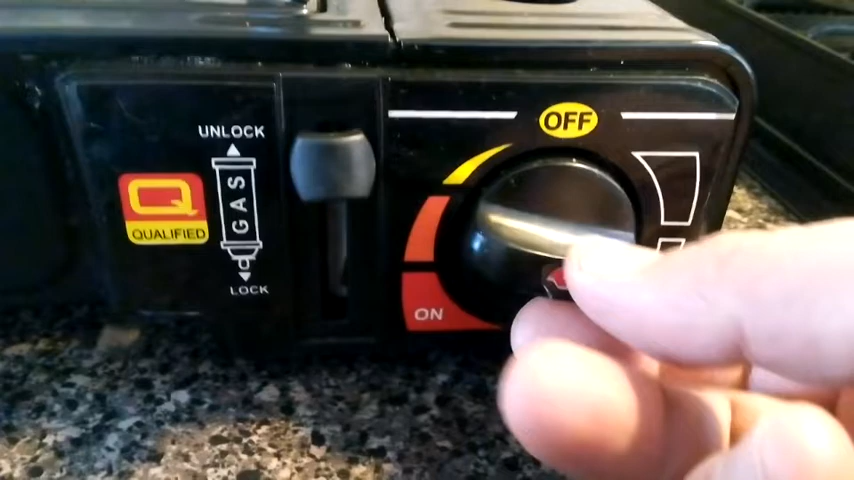 UNLOCK
GAS
LOCK
Q
QUALIFIED
OFF
ON